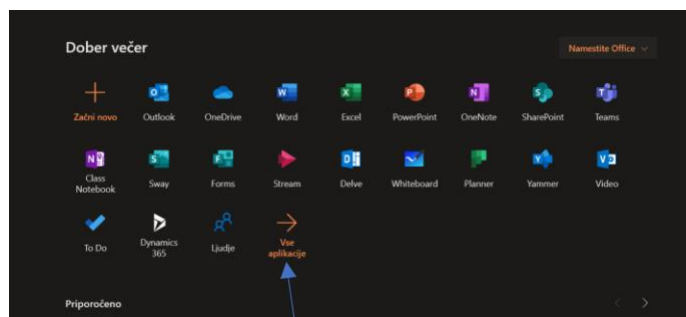 Dober večer
Namestite Office
Začni novo
Outlook
OneDrive
Word
Excel
PowerPoint
OneNote
SharePoint
Teams
Class
Notebook
Sway
Forms
Stream
Delve
Whiteboard
Planner
Yammer
Video
To Do
Dynamics
365
Ljudje
Vse
aplikacije
Priporočeno